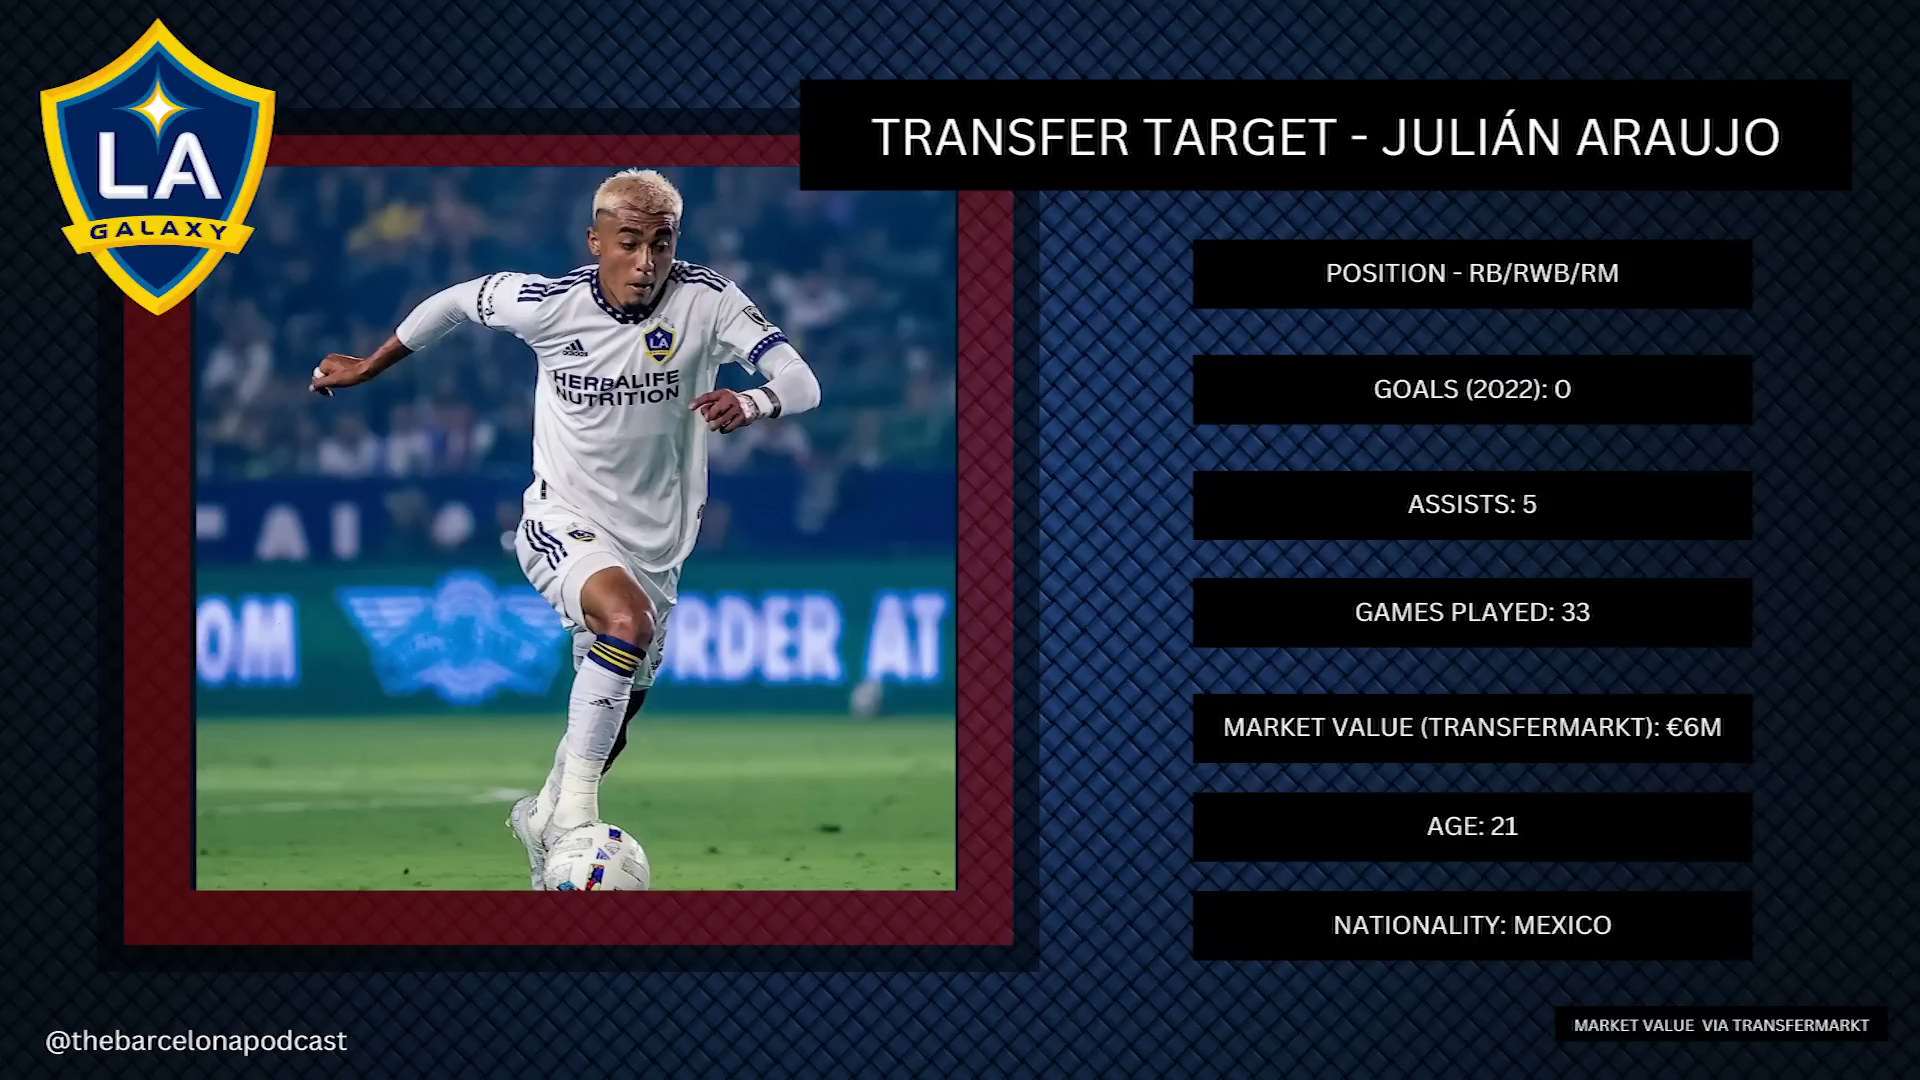 LA
GALAXY
TRANSFER TARGET - JULIÁN ARAUJO
adidas
LA
HERBALIFE
NUTRITION
OM
ORDER AT
POSITION - RB/RWB/RM
GOALS (2022): 0
ASSISTS: 5
GAMES PLAYED: 33
MARKET VALUE (TRANSFERMARKT): €6M
AGE: 21
NATIONALITY: MEXICO
@thebarcelonapodcast
MARKET VALUE VIA TRANSFERMARKT